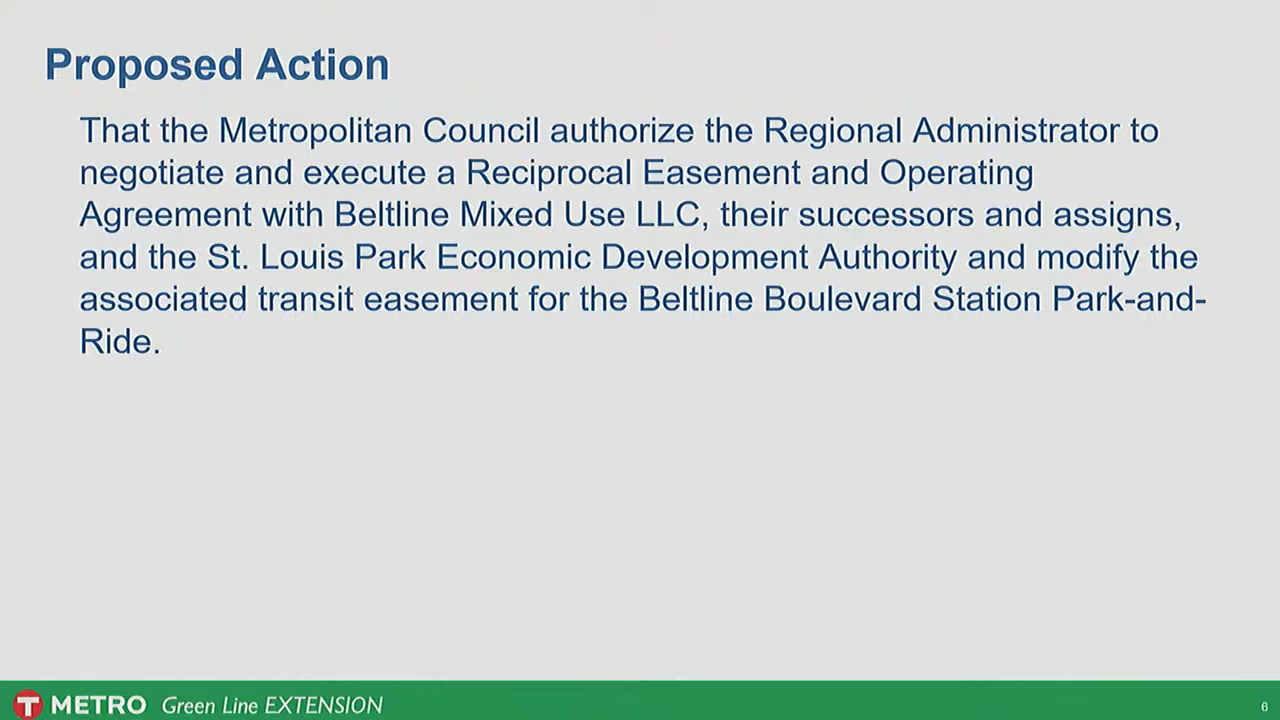 Proposed Action
That the Metropolitan Council authorize the Regional Administrator to
negotiate and execute a Reciprocal Easement and Operating
Agreement with Beltline Mixed Use LLC, their successors and assigns,
and the St. Louis Park Economic Development Authority and modify the
associated transit easement for the Beltline Boulevard Station Park-and-
Ride.
T METRO Green Line EXTENSION
6